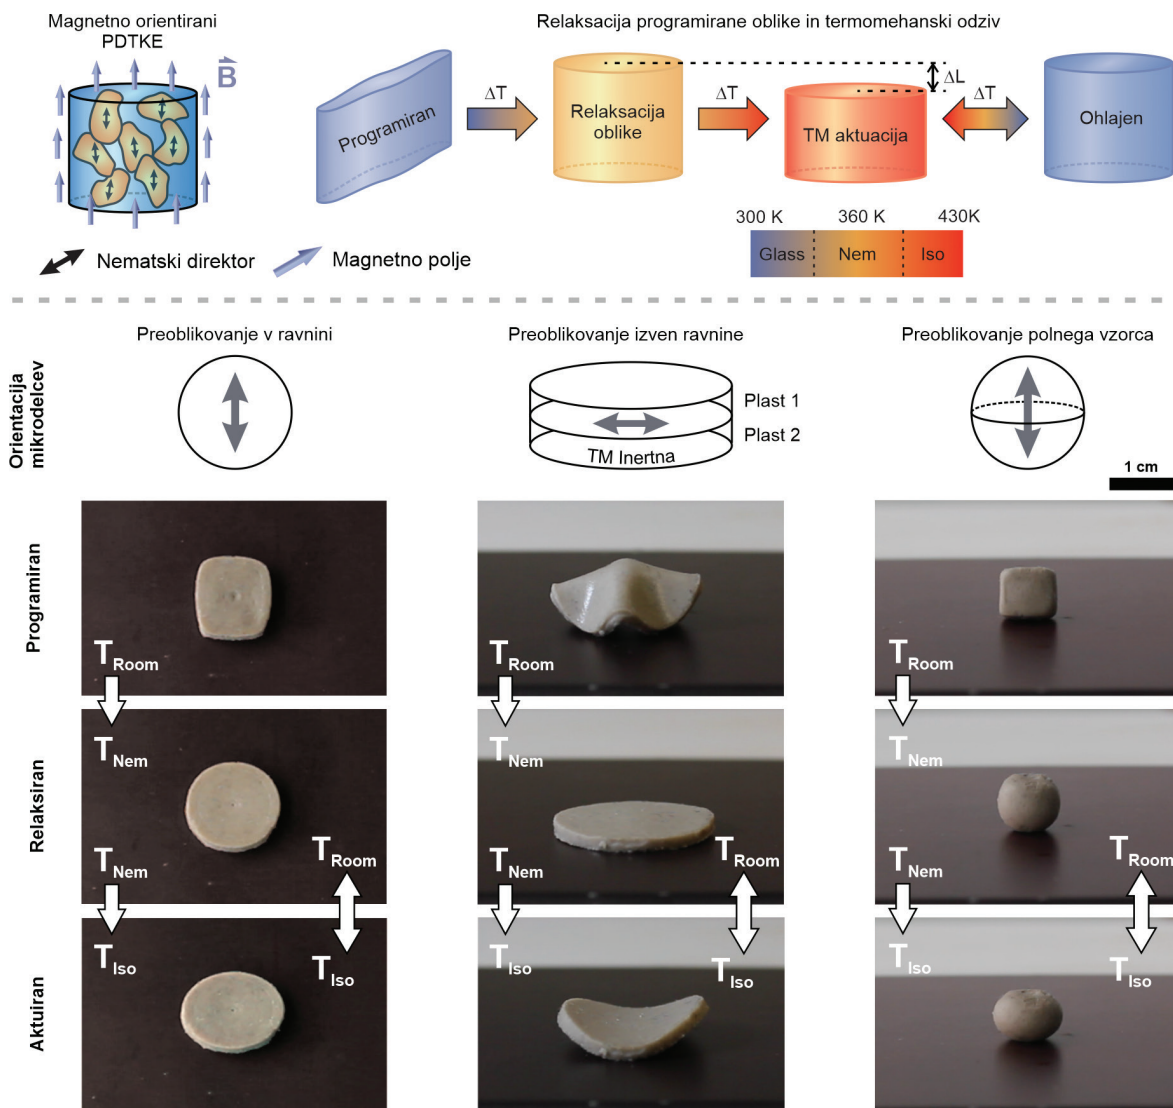 Magnetno orientirani
PDTKE
B
Relaksacija programirane oblike in termomehanski odziv
Programiran
ΔT
Relaksacija
oblike
ΔT
TM aktuacija
ΔL
ΔT
Ohlajen
300 K 360 K 430K
Glass Nem Iso
Nematski direktor
Magnetno polje
Preoblikovanje v ravnini
Preoblikovanje izven ravnine
Preoblikovanje polnega vzorca
Orientacija
mikrodelcev
Plast 1
Plast 2
TM Inertna
1 cm
Programiran
T Room
T Room
T Room
Relaksiran
T Nem
T Nem
T Nem
T Nem
T Room
T Nem
T Room
T Nem
T Room
Aktuiran
T Iso
T Iso
T Iso
T Iso
T Iso
T Iso